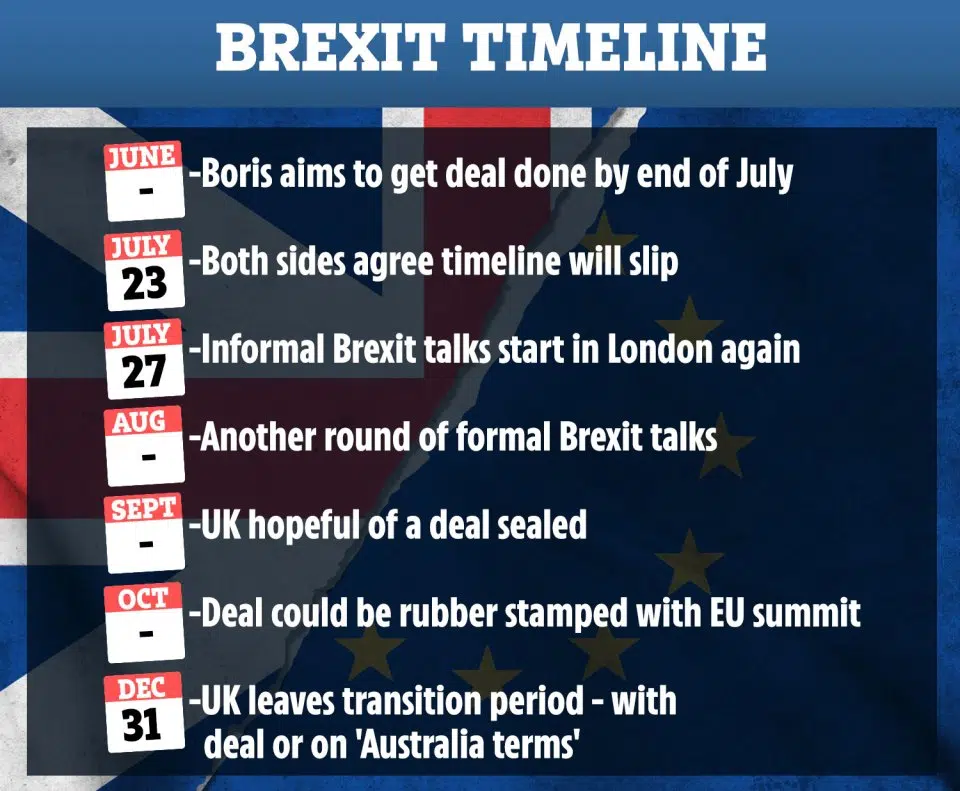 BREXIT TIMELINE
JUNE
-
-Boris aims to get deal done by end of July
JULY
23
-Both sides agree timeline will slip
JULY
27
-Informal Brexit talks start in London again
AUG
-
-Another round of formal Brexit talks
SEPT
-
-UK hopeful of a deal sealed
OCT
-
-Deal could be rubber stamped with EU summit
DEC
31
-UK leaves transition period - with
deal or on 'Australia terms'